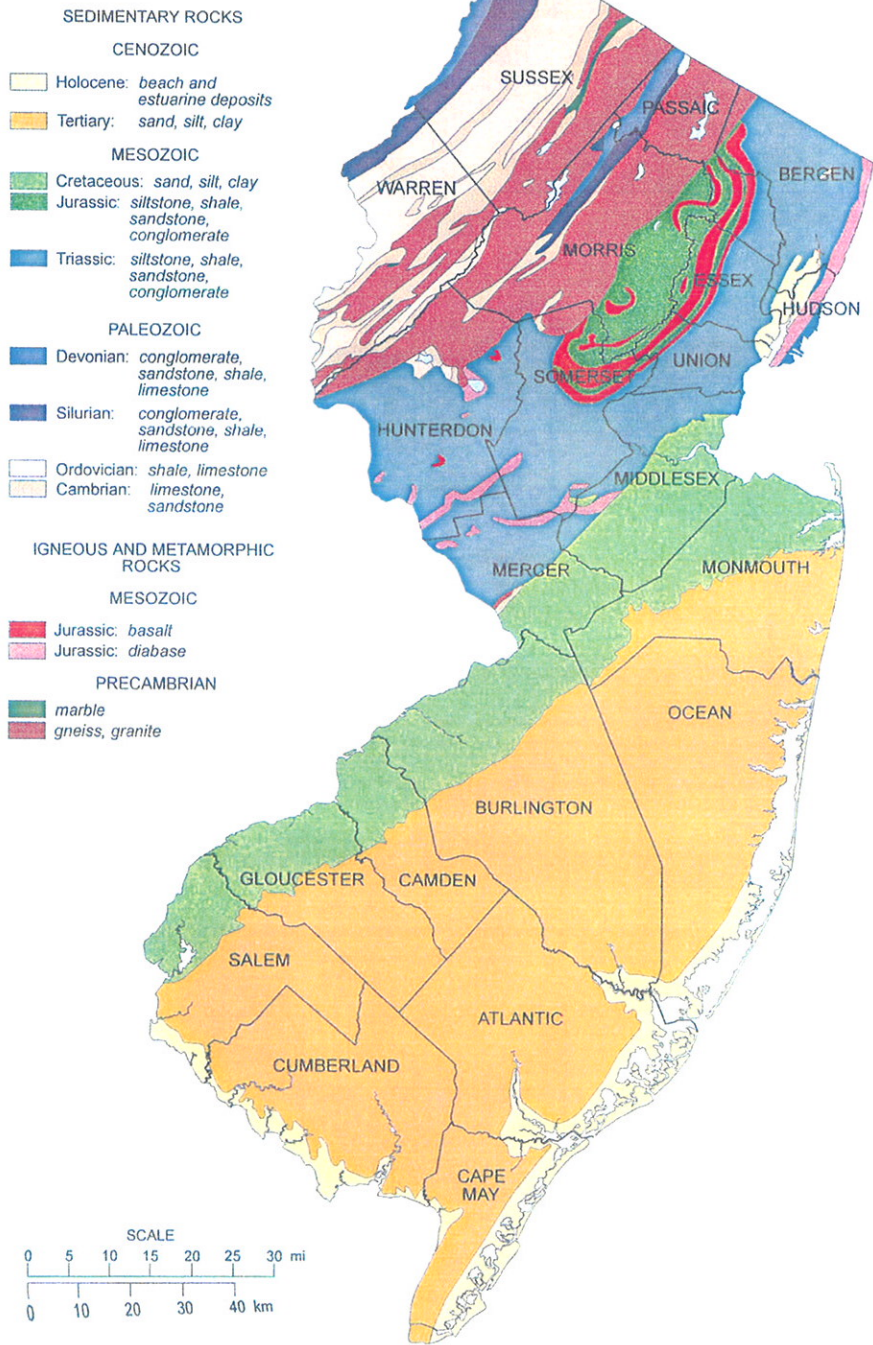 SEDIMENTARY ROCKS
CENOZOIC
Holocene: beach and
estuarine deposits
Tertiary: sand, silt, clay
MESOZOIC
Cretaceous: sand, silt, clay
Jurassic: siltstone, shale,
sandstone,
conglomerate
Triassic: siltstone, shale,
sandstone,
conglomerate
PALEOZOIC
Devonian: conglomerate,
sandstone, shale,
limestone
Silurian: conglomerate,
sandstone, shale,
limestone
Ordovician: shale, limestone
Cambrian: limestone,
sandstone
IGNEOUS AND METAMORPHIC
ROCKS
MESOZOIC
Jurassic: basalt
Jurassic: diabase
PRECAMBRIAN
marble
gneiss, granite
SUSSEX
PASSAIC
BERGEN
WARREN
MORRIS
ESSEX
HUDSON
UNION
SOMERSET
HUNTERDON
MIDDLESEX
MERCER
MONMOUTH
OCEAN
BURLINGTON
GLOUCESTER
CAMDEN
SALEM
ATLANTIC
CUMBERLAND
CAPE
MAY
SCALE
0 5 10 15 20 25 30 mi
0 10 20 30 40 km